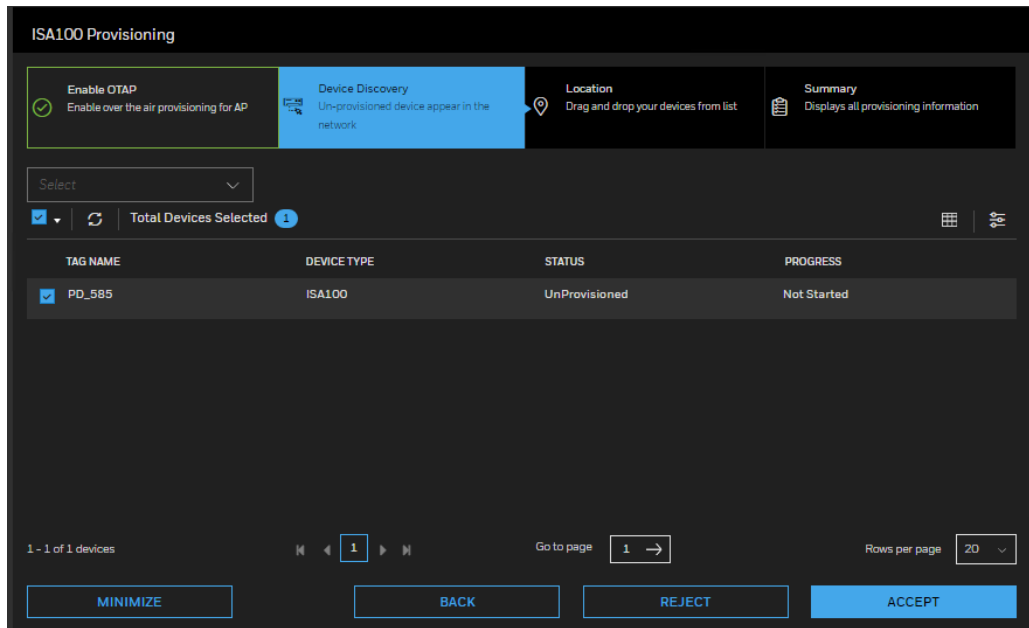 ISA100 Provisioning
Enable OTAP
Enable over the air provisioning for AP
Device Discovery
Un-provisioned device appear in the
network
Location
Drag and drop your devices from list
Summary
Displays all provisioning information
Select
Total Devices Selected 1
TAG NAME DEVICE TYPE STATUS PROGRESS
PD_585 ISA100 UnProvisioned Not Started
1 - 1 of 1 devices 1 Go to page 1 Rows per page 20
MINIMIZE BACK REJECT ACCEPT